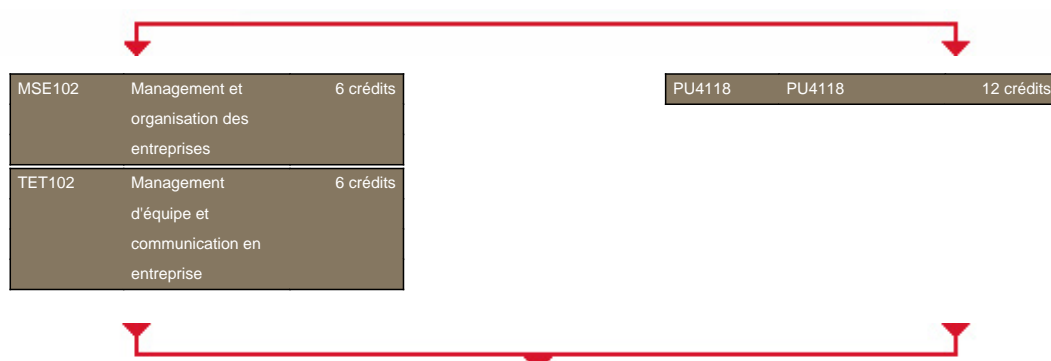 MSE102 Management et 6 crédits
organisation des
entreprises
TET102 Management 6 crédits
d'équipe et
communication en
entreprise
PU4118 PU4118 12 crédits